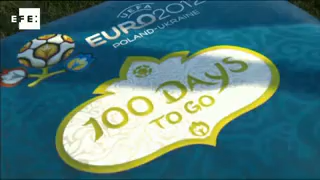 EFE:
UEFA
EURO2012
POLAND-UKRAINE
100 DAYS
TO GO